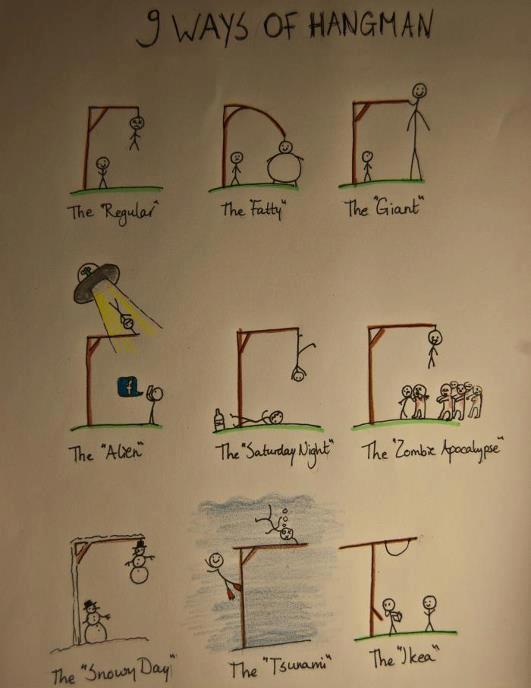 9 WAYS OF HANGMAN
The "Regular"
The "Fatty"
The "Giant"
f
The "Alien"
The "Saturday Night"
The "Zombie Apocalypse"
The "Snowy Day"
The "Tsunami"
The "Ikea"